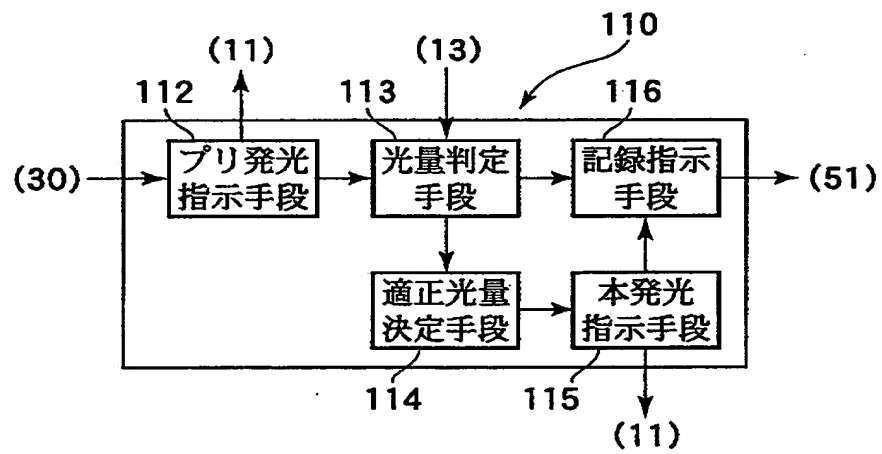 110
(11)
(13)
112
113
116
(30)
プリ発光
指示手段
光量判定
手段
記録指示
手段
(51)
適正光量
決定手段
本発光
指示手段
114
115
(11)